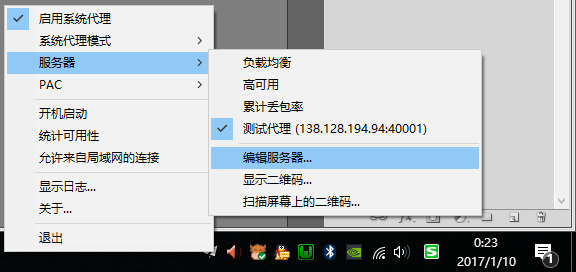 启用系统代理
系统代理模式
服务器
PAC
开机启动
统计可用性
允许来自局域网的连接
显示日志...
关于...
退出
负载均衡
高可用
累计丢包率
测试代理 (138.128.194.94:40001)
编辑服务器...
显示二维码...
扫描屏幕上的二维码...
fx
S
0:23
2017/1/10
1